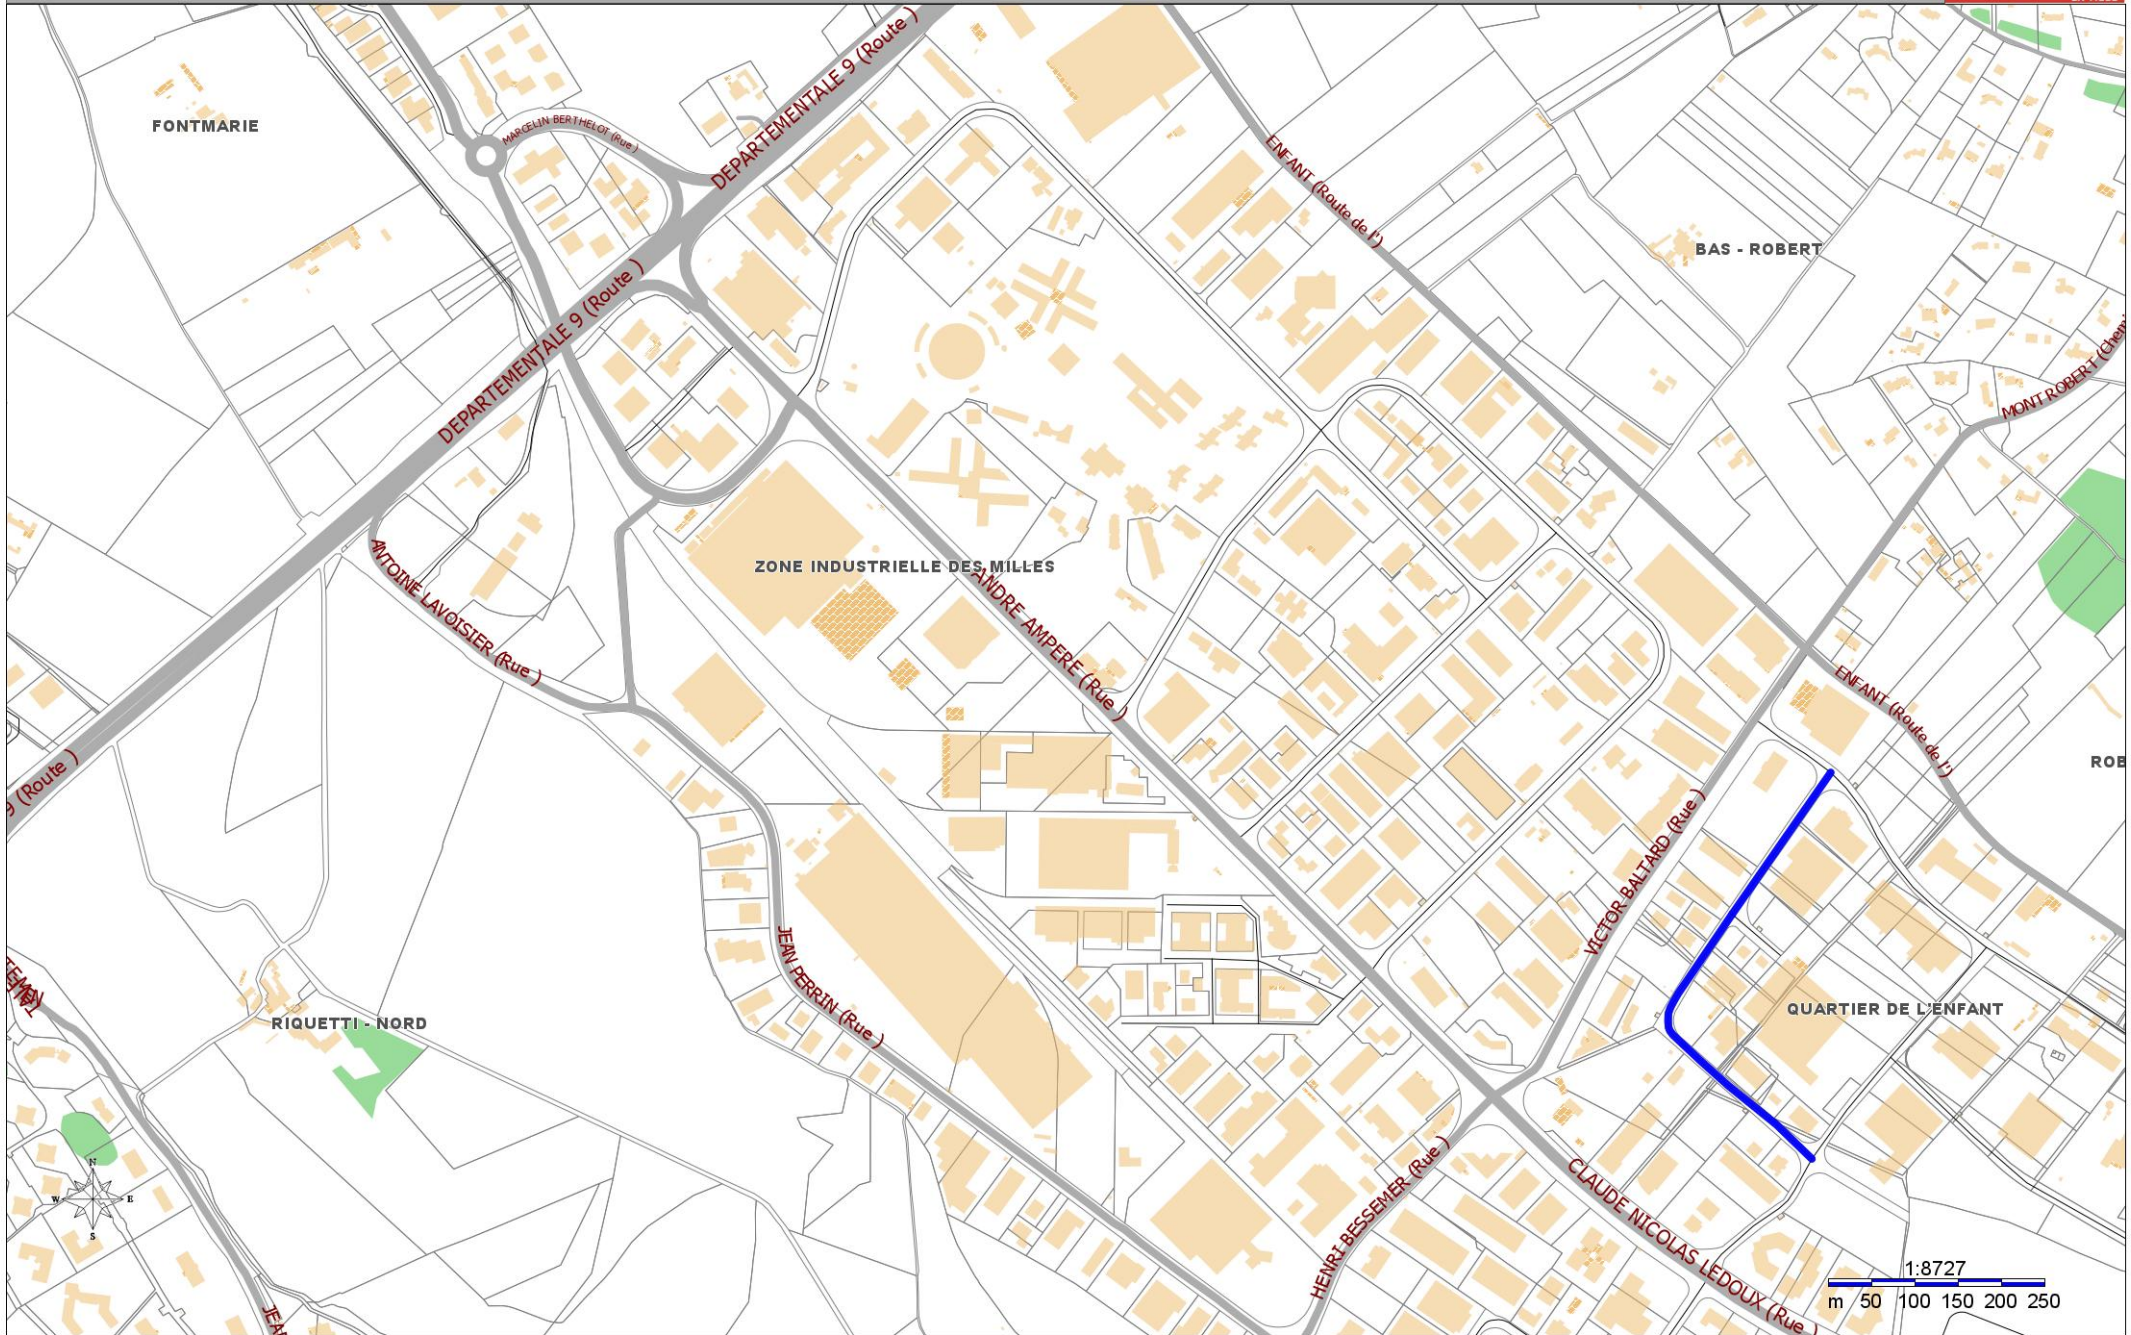 DEPARTEMENTALE 9 (Route )
FONTMARIE
MARCELIN BERTHELOT (Rue )
ENFANT (Route de l')
BAS - ROBERT
DEPARTEMENTALE 9 (Route )
MONT ROBERT (Chemi
ZONE INDUSTRIELLE DES MILLES
ANTOINE LAVOISIER (Rue )
ANDRE AMPERE (Rue )
ENFANT (Route de l')
9 (Route )
ROB
VICTOR BALTARD (Rue )
JEAN PERRIN (Rue )
QUARTIER DE L'ENFANT
RIQUETTI - NORD
N
W E
S
HENRI BESSEMER (Rue )
CLAUDE NICOLAS LEDOUX (Rue )
1:8727
m 50 100 150 200 250
JEA